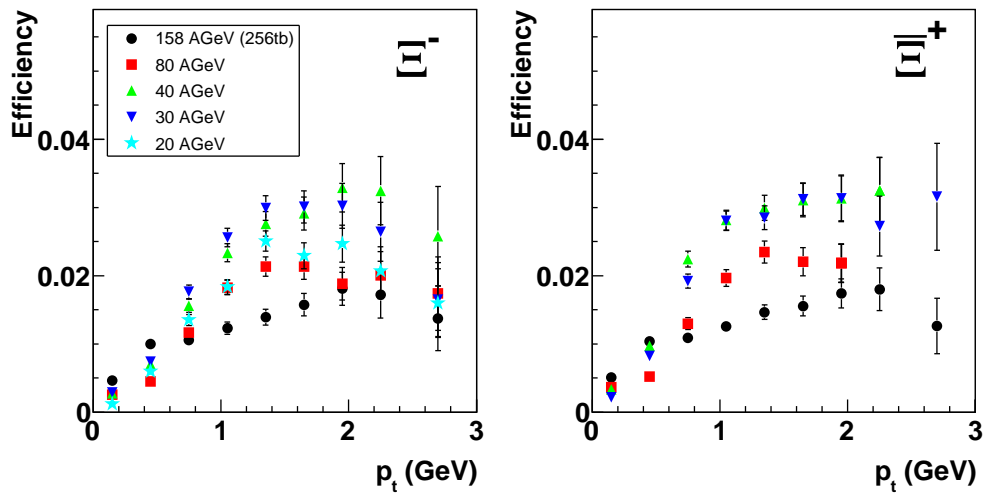 Efficiency
0.04
0.02
0
158 AGeV (256tb)
80 AGeV
40 AGeV
30 AGeV
20 AGeV
Ξ-
0 1 2 3
p_t (GeV)
Efficiency
0.04
0.02
0
Ξ̅+
0 1 2 3
p_t (GeV)